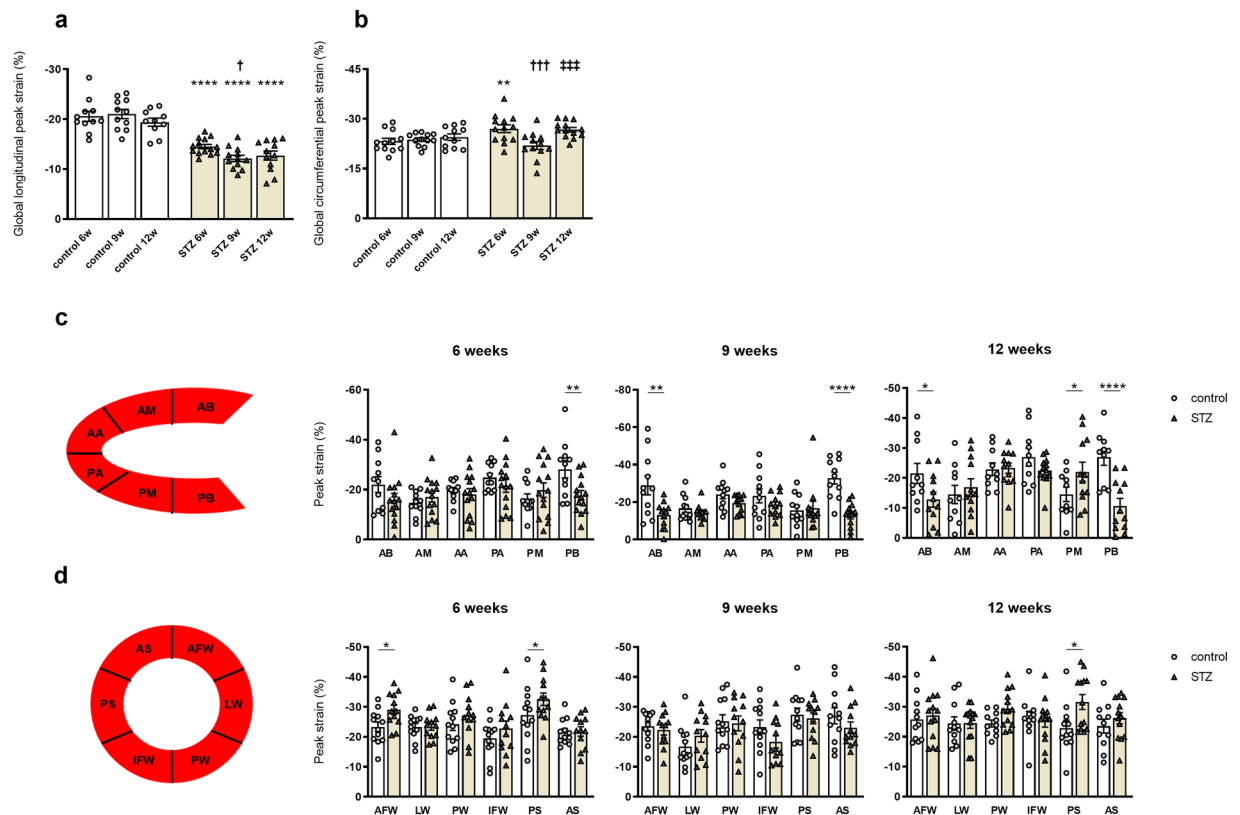 a
b
Global longitudinal peak strain (%)
-30
-20
-10
0
†
**** **** ****
control 6w
control 9w
control 12w
STZ 6w
STZ 9w
STZ 12w
Global circumferential peak strain (%)
-45
-30
-15
0
** ††† ‡‡‡
control 6w
control 9w
control 12w
STZ 6w
STZ 9w
STZ 12w
c
AA
AM
AB
PA
PM
PB
6 weeks
Peak strain (%)
-60
-40
-20
0
**
AB AM AA PA PM PB
9 weeks
-80
-60
-40
-20
0
** ****
AB AM AA PA PM PB
12 weeks
-50
-40
-30
-20
-10
0
* * ****
AB AM AA PA PM PB
control
STZ
d
AS
AFW
PS
LW
IFW
PW
6 weeks
Peak strain (%)
-50
-40
-30
-20
-10
0
* *
AFW LW PW IFW PS AS
9 weeks
-50
-40
-30
-20
-10
0
AFW LW PW IFW PS AS
12 weeks
-50
-40
-30
-20
-10
0
*
AFW LW PW IFW PS AS
control
STZ